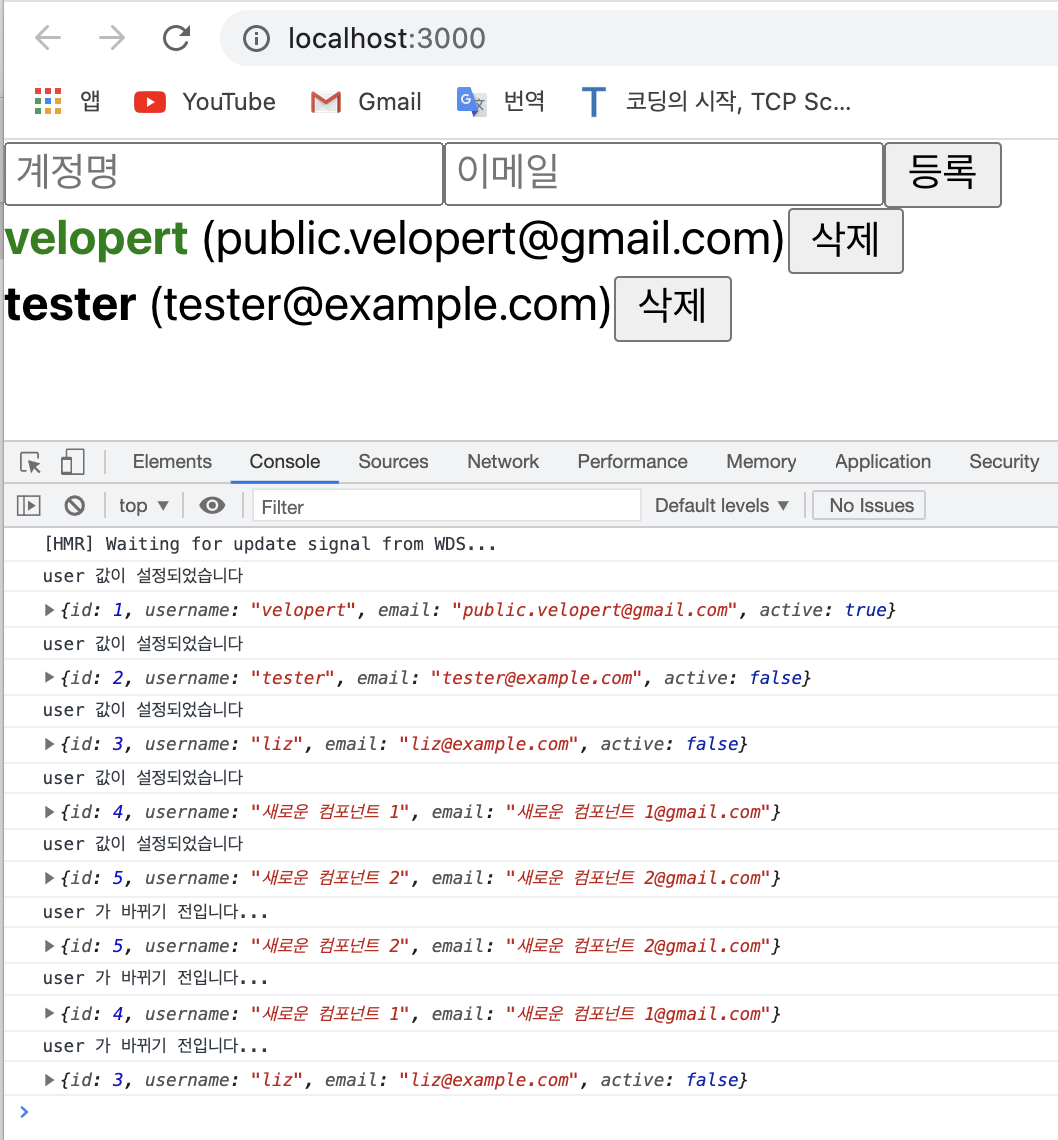 localhost:3000
앱 YouTube Gmail 번역 코딩의 시작, TCP Sc...
계정명 이메일 등록
velopert (public.velopert@gmail.com) 삭제
tester (tester@example.com) 삭제
Elements Console Sources Network Performance Memory Application Security
top ▼ Filter Default levels ▼ No Issues
[HMR] Waiting for update signal from WDS...
user 값이 설정되었습니다
▶{id: 1, username: "velopert", email: "public.velopert@gmail.com", active: true}
user 값이 설정되었습니다
▶{id: 2, username: "tester", email: "tester@example.com", active: false}
user 값이 설정되었습니다
▶{id: 3, username: "liz", email: "liz@example.com", active: false}
user 값이 설정되었습니다
▶{id: 4, username: "새로운 컴포넌트 1", email: "새로운 컴포넌트 1@gmail.com"}
user 값이 설정되었습니다
▶{id: 5, username: "새로운 컴포넌트 2", email: "새로운 컴포넌트 2@gmail.com"}
user 가 바뀌기 전입니다...
▶{id: 5, username: "새로운 컴포넌트 2", email: "새로운 컴포넌트 2@gmail.com"}
user 가 바뀌기 전입니다...
▶{id: 4, username: "새로운 컴포넌트 1", email: "새로운 컴포넌트 1@gmail.com"}
user 가 바뀌기 전입니다...
▶{id: 3, username: "liz", email: "liz@example.com", active: false}